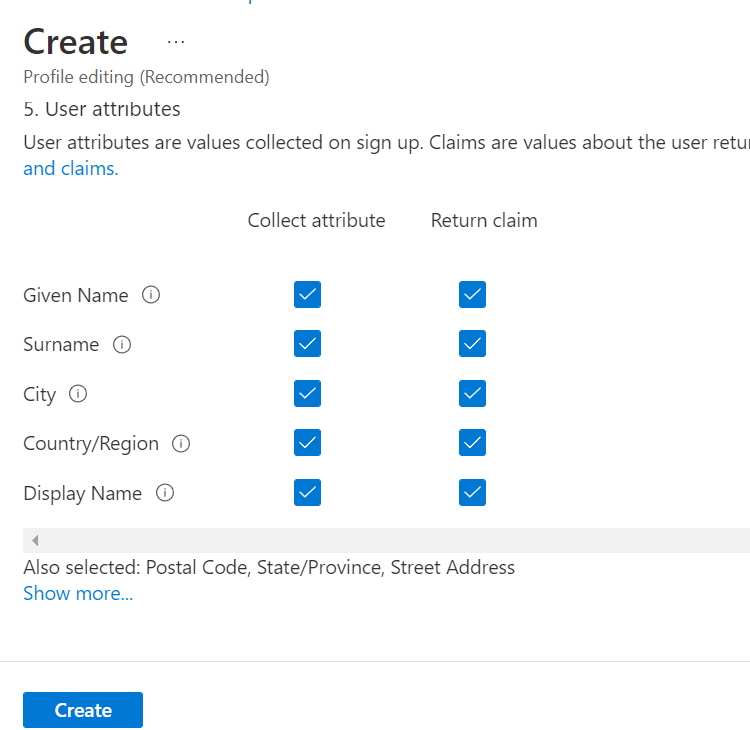 Create ...
Profile editing (Recommended)
5. User attributes
User attributes are values collected on sign up. Claims are values about the user
and claims.
Collect attribute Return claim
Given Name
Surname
City
Country/Region
Display Name
Also selected: Postal Code, State/Province, Street Address
Show more...
Create